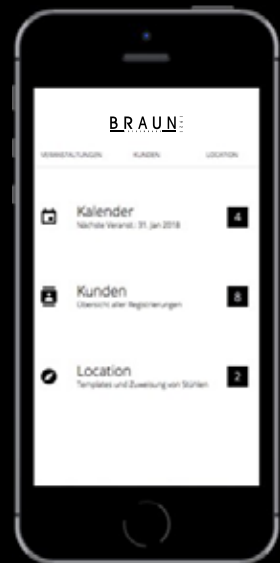 BRAUN
VERANSTALTUNGEN KUNDEN LOCATION
Kalender
Nächste Veranst.: 31. Jan 2018
4
Kunden
Übersicht aller Registrierungen
8
Location
Templates und Zuweisung von Stühlen
2